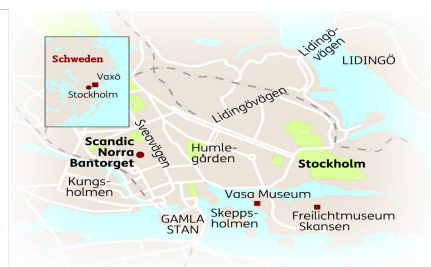 Schweden
Vaxö
Stockholm
Lidingö-
vägen
LIDINGÖ
Lidingövägen
Sveavägen
Scandic
Norra
Bantorget
Humle-
gården
Stockholm
Kungs-
holmen
Vasa Museum
GAMLA
STAN
Skepps-
holmen
Freilichtmuseum
Skansen